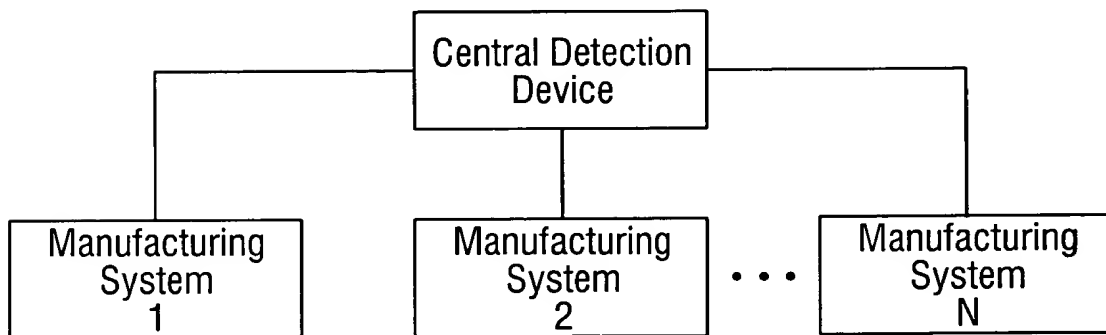 Central Detection
Device
Manufacturing
System
1
Manufacturing
System
2
Manufacturing
System
N